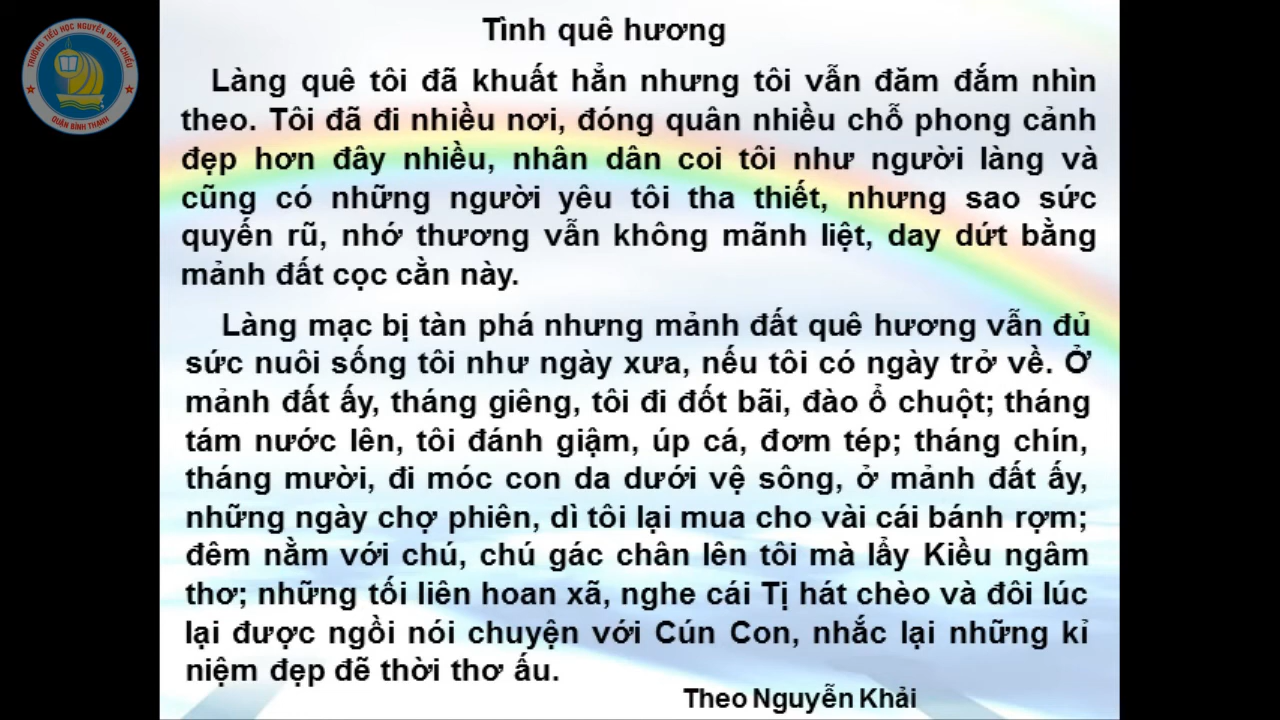 TRƯỜNG TIỂU HỌC NGUYỄN ĐÌNH CHIỂU
QUẬN BÌNH THẠNH
Tình quê hương
Làng quê tôi đã khuất hẳn nhưng tôi vẫn đăm đắm nhìn
theo. Tôi đã đi nhiều nơi, đóng quân nhiều chỗ phong cảnh
đẹp hơn đây nhiều, nhân dân coi tôi như người làng và
cũng có những người yêu tôi tha thiết, nhưng sao sức
quyến rũ, nhớ thương vẫn không mãnh liệt, day dứt bằng
mảnh đất cọc cằn này.
Làng mạc bị tàn phá nhưng mảnh đất quê hương vẫn đủ
sức nuôi sống tôi như ngày xưa, nếu tôi có ngày trở về. Ở
mảnh đất ấy, tháng giêng, tôi đi đốt bãi, đào ổ chuột; tháng
tám nước lên, tôi đánh giậm, úp cá, đơm tép; tháng chín,
tháng mười, đi móc con da dưới vệ sông, ở mảnh đất ấy,
những ngày chợ phiên, dì tôi lại mua cho vài cái bánh rợm;
đêm nằm với chú, chú gác chân lên tôi mà lẩy Kiều ngâm
thơ; những tối liên hoan xã, nghe cái Tị hát chèo và đôi lúc
lại được ngồi nói chuyện với Cún Con, nhắc lại những kỉ
niệm đẹp đẽ thời thơ ấu.
Theo Nguyễn Khải